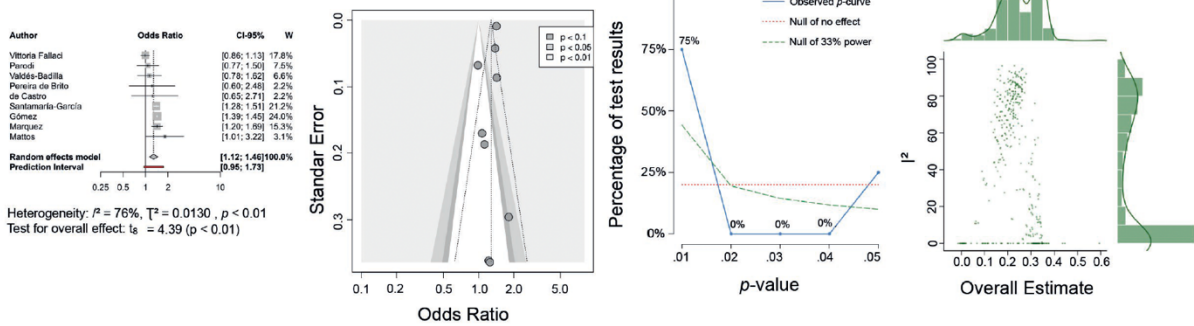 Author Odds Ratio CI-95% W
Vittoria Fallaci [0.86; 1.13] 17.8%
Parodi [0.77; 1.50] 7.5%
Valdés-Badilla [0.78; 1.62] 6.6%
Pereira de Brito [0.60; 2.48] 2.2%
de Castro [0.65; 2.71] 2.2%
Santamaría-García [1.28; 1.51] 21.2%
Gómez [1.39; 1.45] 24.0%
Marquez [1.20; 1.69] 15.3%
Mattos [1.01; 3.22] 3.1%
Random effects model [1.12; 1.46] 100.0%
Prediction Interval [0.95; 1.73]
0.25 0.5 1 2 10
Heterogeneity: I² = 76%, τ² = 0.0130 , p < 0.01
Test for overall effect: t₈ = 4.39 (p < 0.01)
Standar Error
0.0
0.1
0.2
0.3
p < 0.1
p < 0.05
p < 0.01
0.1 0.2 0.5 1.0 2.0 5.0
Odds Ratio
Observed p-curve
Null of no effect
Null of 33% power
Percentage of test results
75%
50%
25%
0%
75%
0% 0% 0%
.01 .02 .03 .04 .05
p-value
I²
100
80
60
40
20
0
0.0 0.1 0.2 0.3 0.4 0.5 0.6
Overall Estimate